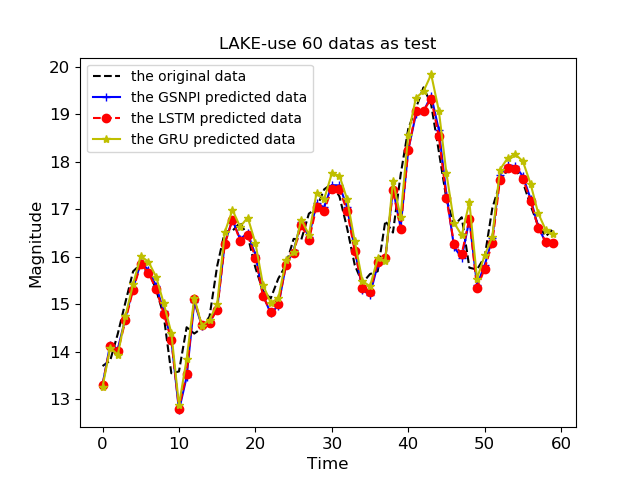 LAKE-use 60 datas as test
the original data
the GSNPI predicted data
the LSTM predicted data
the GRU predicted data
20
19
18
17
16
15
14
13
Magnitude
0 10 20 30 40 50 60
Time